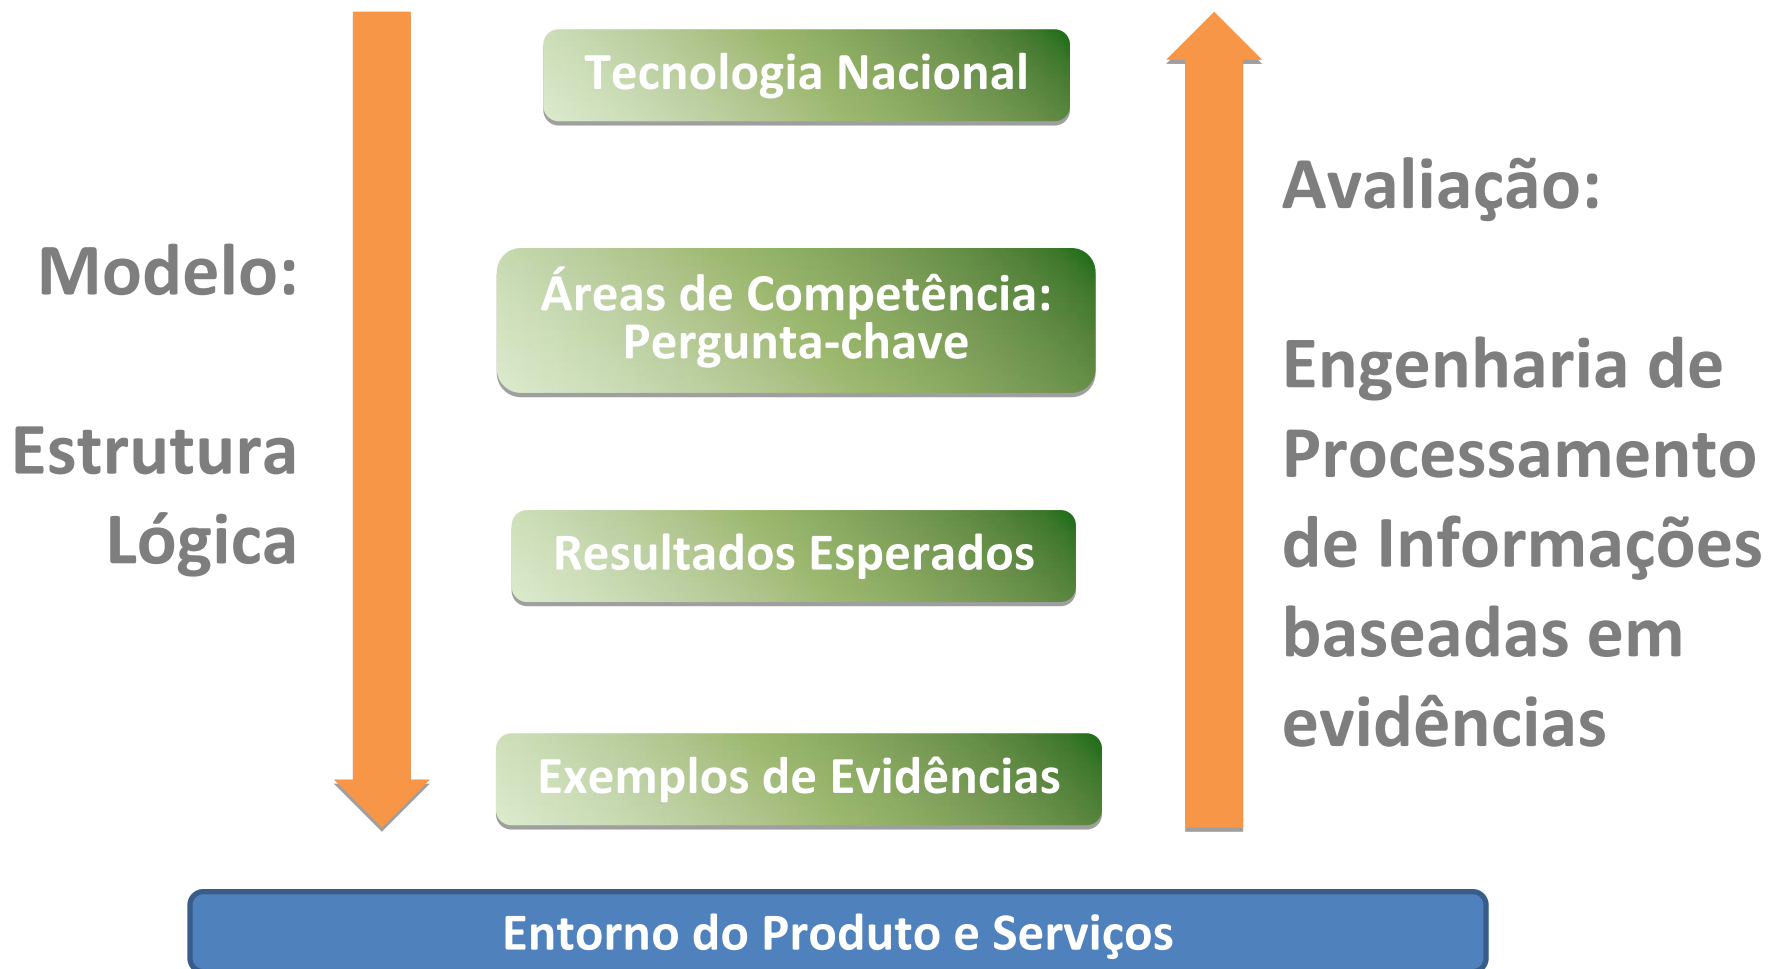 Tecnologia Nacional
Modelo:
Estrutura
Lógica
Áreas de Competência:
Pergunta-chave
Resultados Esperados
Exemplos de Evidências
Avaliação:
Engenharia de
Processamento
de Informações
baseadas em
evidências
Entorno do Produto e Serviços